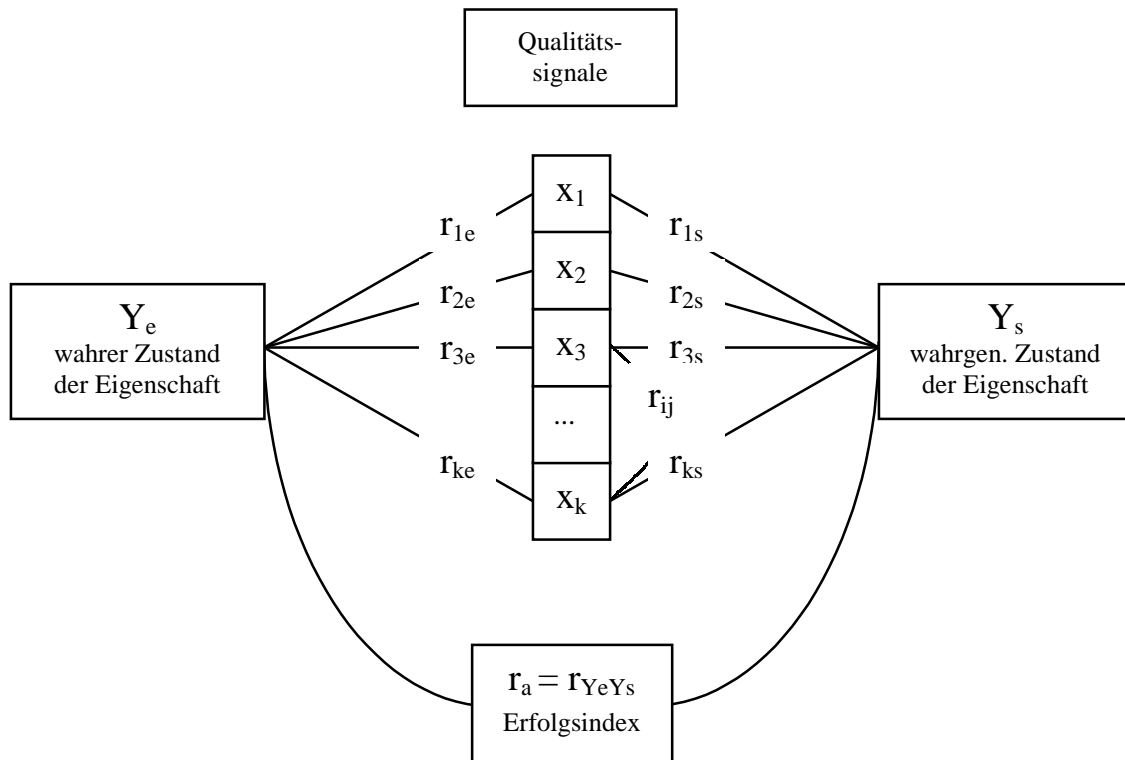 Qualitäts-
signale
x₁
r₁ₑ
r₁ₛ
x₂
r₂ₑ
r₂ₛ
Yₑ
wahrer Zustand
der Eigenschaft
r₃ₑ
x₃
r₃ₛ
Yₛ
wahrgen. Zustand
der Eigenschaft
rᵢⱼ
...
rₖₑ
rₖₛ
xₖ
rₐ = r_YeYs
Erfolgsindex